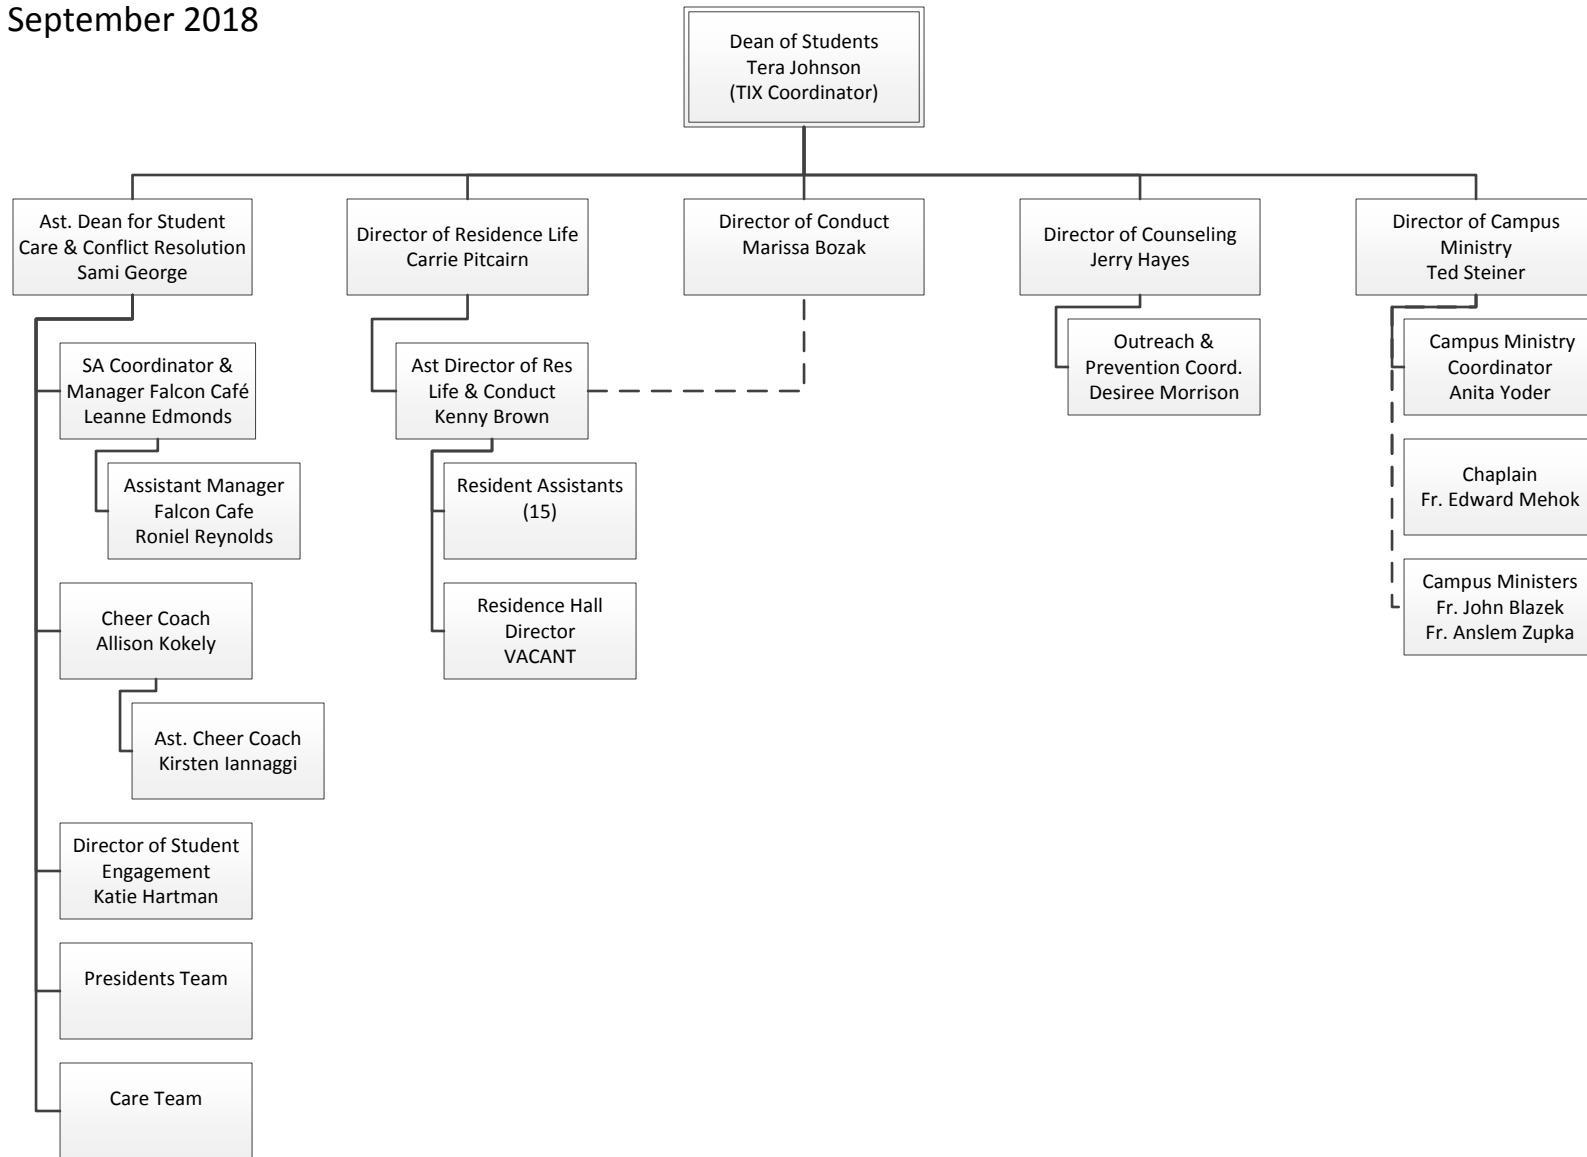 September 2018
Dean of Students
Tera Johnson
(TIX Coordinator)
Ast. Dean for Student
Care & Conflict Resolution
Sami George
Director of Residence Life
Carrie Pitcairn
Director of Conduct
Marissa Bozak
Director of Counseling
Jerry Hayes
Director of Campus
Ministry
Ted Steiner
SA Coordinator &
Manager Falcon Café
Leanne Edmonds
Ast Director of Res
Life & Conduct
Kenny Brown
Outreach &
Prevention Coord.
Desiree Morrison
Campus Ministry
Coordinator
Anita Yoder
Assistant Manager
Falcon Cafe
Roniel Reynolds
Resident Assistants
(15)
Chaplain
Fr. Edward Mehok
Cheer Coach
Allison Kokely
Residence Hall
Director
VACANT
Campus Ministers
Fr. John Blazek
Fr. Anslem Zupka
Ast. Cheer Coach
Kirsten Iannaggi
Director of Student
Engagement
Katie Hartman
Presidents Team
Care Team